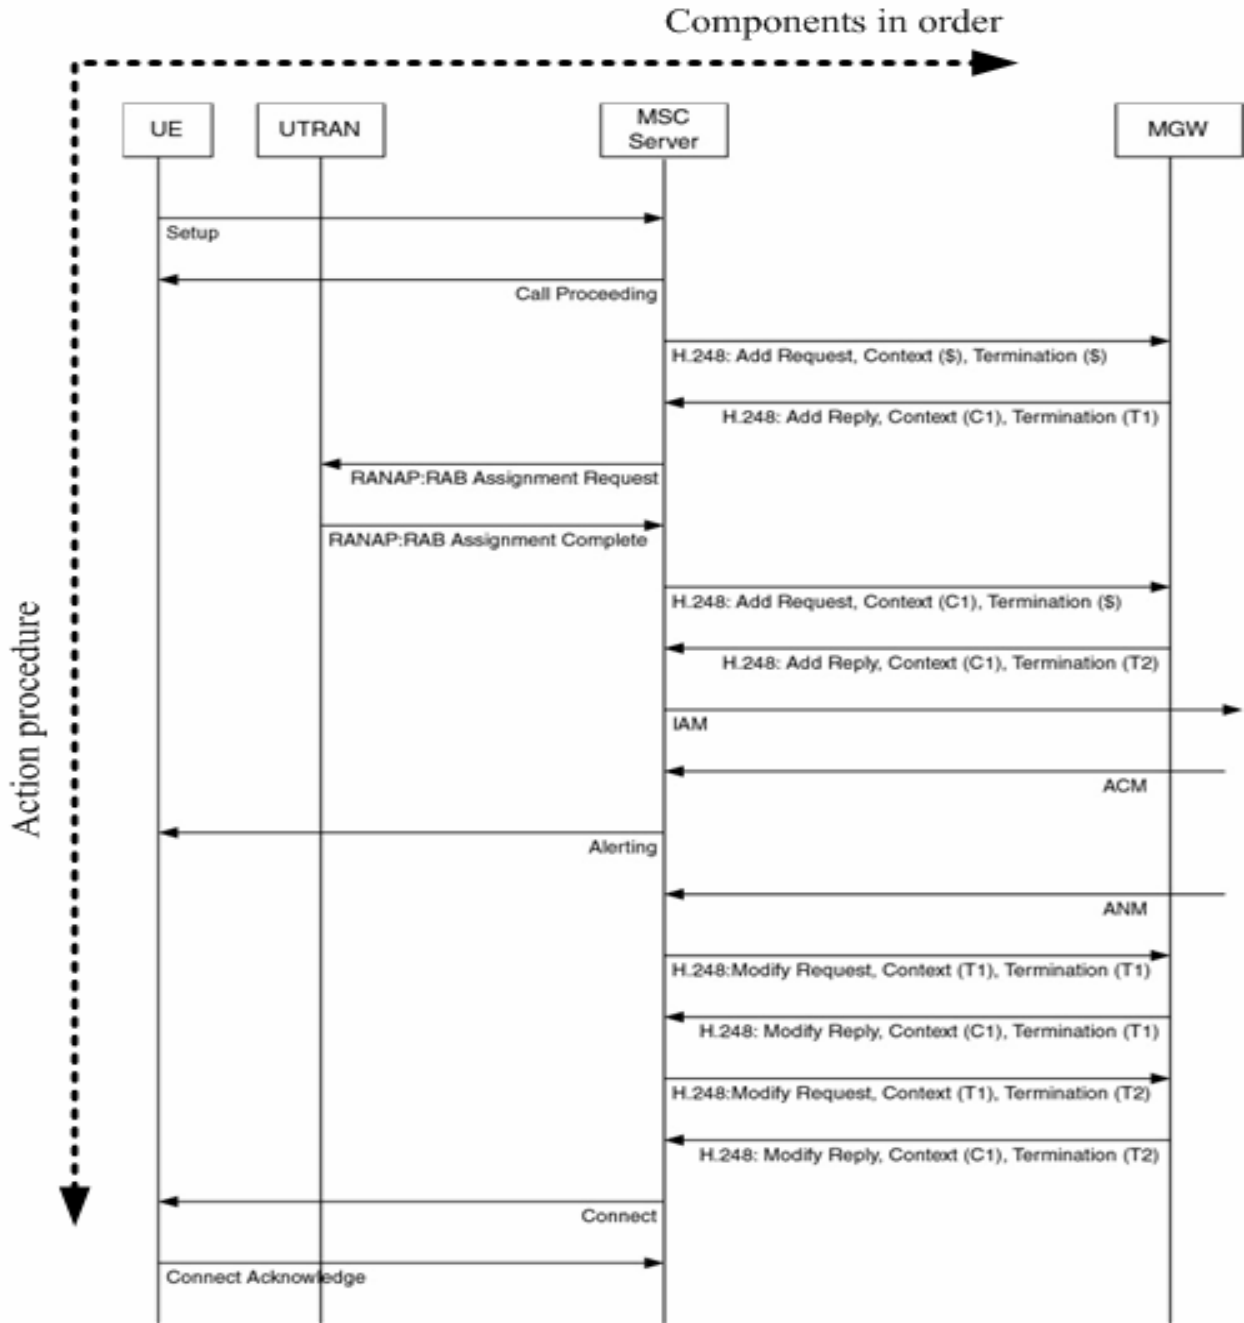 Components in order
UE
UTRAN
MSC
Server
MGW
Setup
Call Proceeding
H.248: Add Request, Context ($), Termination ($)
H.248: Add Reply, Context (C1), Termination (T1)
RANAP:RAB Assignment Request
RANAP:RAB Assignment Complete
H.248: Add Request, Context (C1), Termination ($)
H.248: Add Reply, Context (C1), Termination (T2)
IAM
ACM
Action procedure
Alerting
ANM
H.248:Modify Request, Context (T1), Termination (T1)
H.248: Modify Reply, Context (C1), Termination (T1)
H.248:Modify Request, Context (T1), Termination (T2)
H.248: Modify Reply, Context (C1), Termination (T2)
Connect
Connect Acknowledge